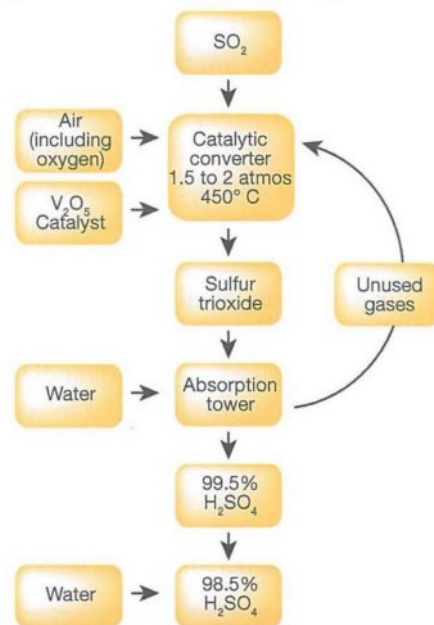 SO₂
Air
(including
oxygen)
Catalytic
converter
1.5 to 2 atmos
450° C
V₂O₅
Catalyst
Sulfur
trioxide
Unused
gases
Water
Absorption
tower
99.5%
H₂SO₄
Water
98.5%
H₂SO₄